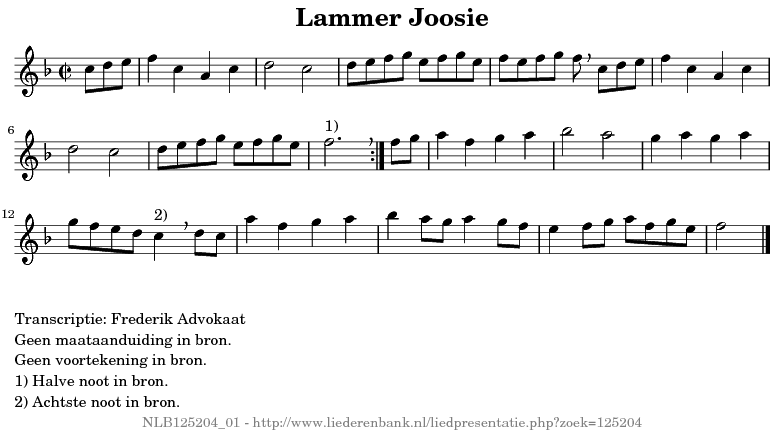 Lammer Joosie
1)
6
12
2)
Transcriptie: Frederik Advokaat
Geen maataanduiding in bron.
Geen voortekening in bron.
1) Halve noot in bron.
2) Achtste noot in bron.
NLB125204_01 - http://www.liederenbank.nl/liedpresentatie.php?zoek=125204